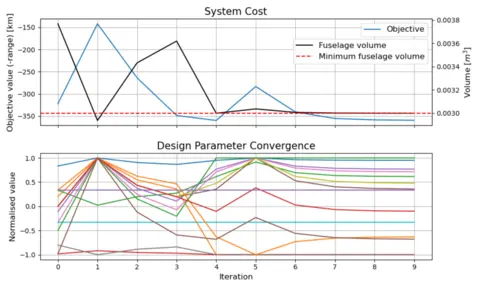 System Cost
Objective value (-range) [km]
−150
−200
−250
−300
−350
Objective
Fuselage volume
Minimum fuselage volume
0.0038
0.0036
0.0034
0.0032
0.0030
Volume [m³]
Design Parameter Convergence
Normalised value
1.0
0.5
0.0
−0.5
−1.0
0 1 2 3 4 5 6 7 8 9
Iteration